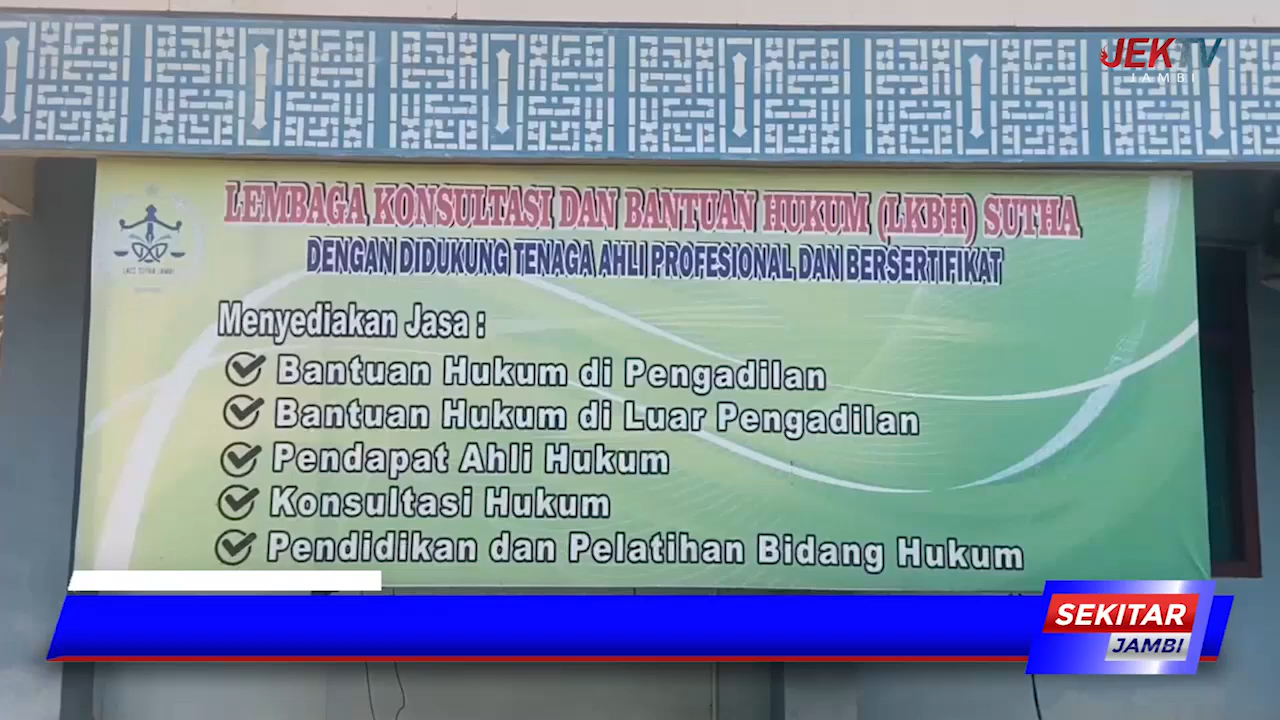 JEKTV
JAMBI
LEMBAGA KONSULTASI DAN BANTUAN HUKUM (LKBH) SUTHA
DENGAN DIDUKUNG TENAGA AHLI PROFESIONAL DAN BERSERTIFIKAT
Menyediakan Jasa :
Bantuan Hukum di Pengadilan
Bantuan Hukum di Luar Pengadilan
Pendapat Ahli Hukum
Konsultasi Hukum
Pendidikan dan Pelatihan Bidang Hukum
SEKITAR
JAMBI